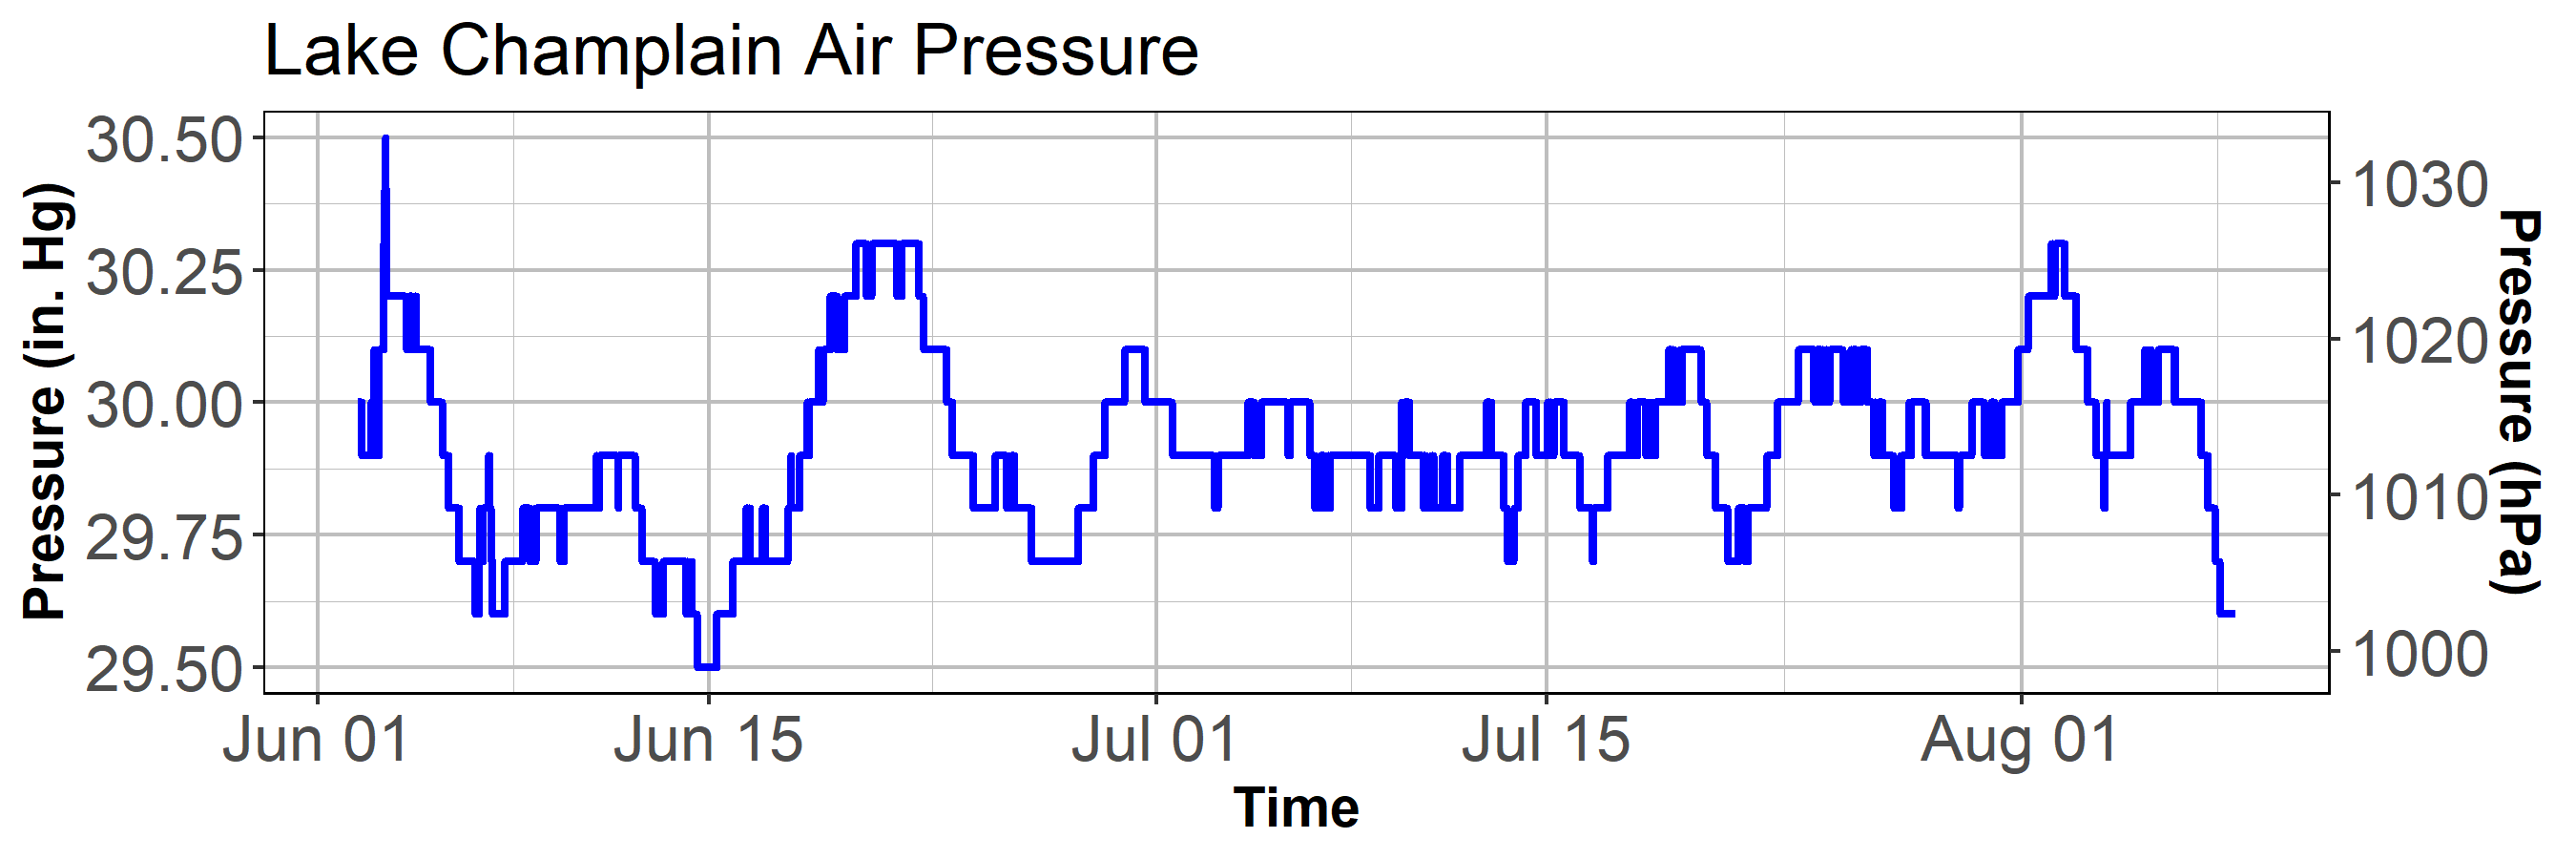 Lake Champlain Air Pressure
Pressure (in. Hg)
30.50
30.25
30.00
29.75
29.50
1030
1020
1010
1000
Pressure (hPa)
Jun 01 Jun 15 Jul 01 Jul 15 Aug 01
Time